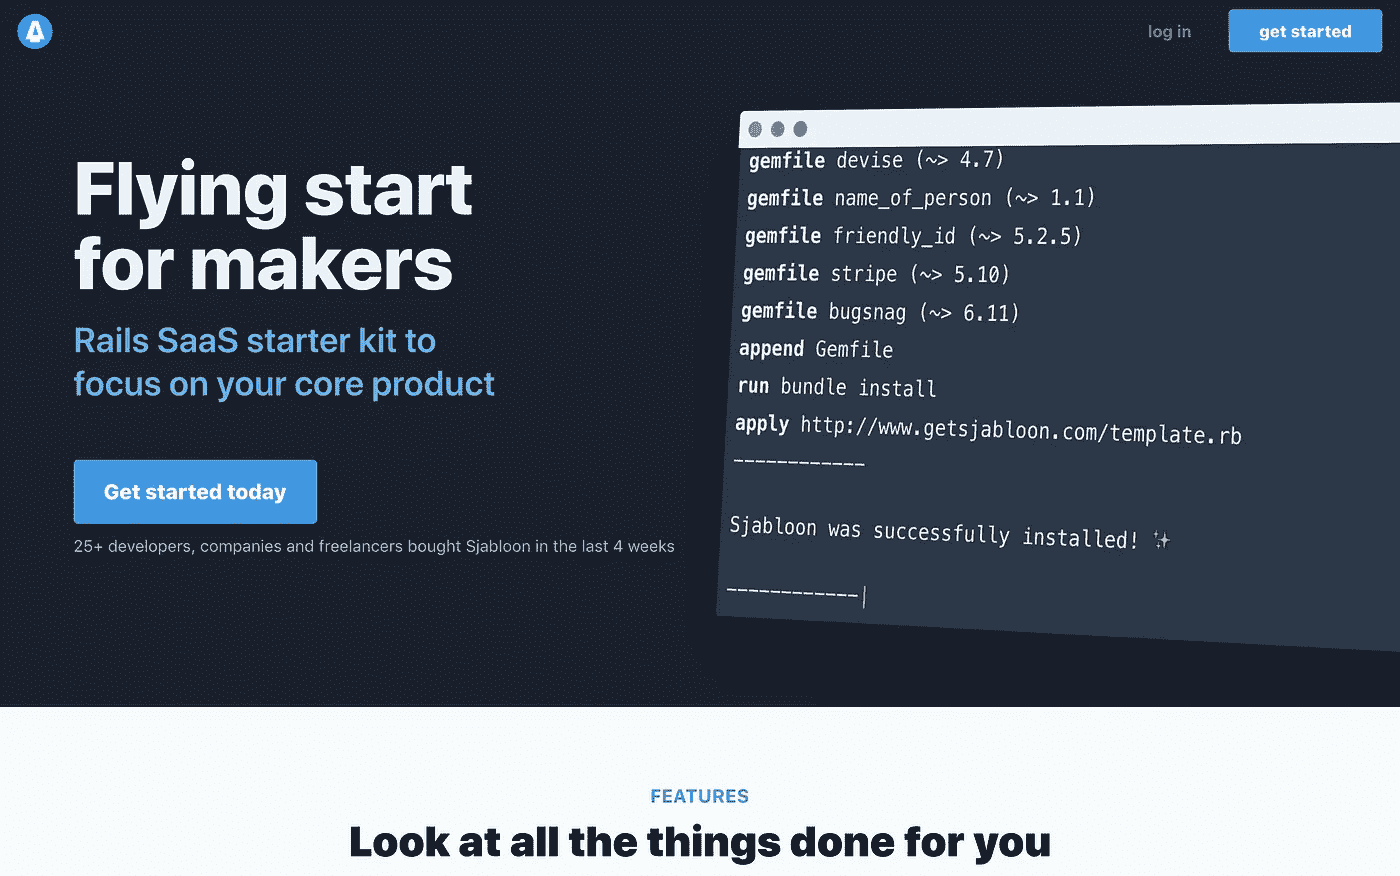 log in
get started
Flying start
for makers
Rails SaaS starter kit to
focus on your core product
Get started today
25+ developers, companies and freelancers bought Sjabloon in the last 4 weeks
gemfile devise (~> 4.7)
gemfile name_of_person (~> 1.1)
gemfile friendly_id (~> 5.2.5)
gemfile stripe (~> 5.10)
gemfile bugsnag (~> 6.11)
append Gemfile
run bundle install
apply http://www.getsjabloon.com/template.rb
------------
Sjabloon was successfully installed! ✨
------------|
FEATURES
Look at all the things done for you